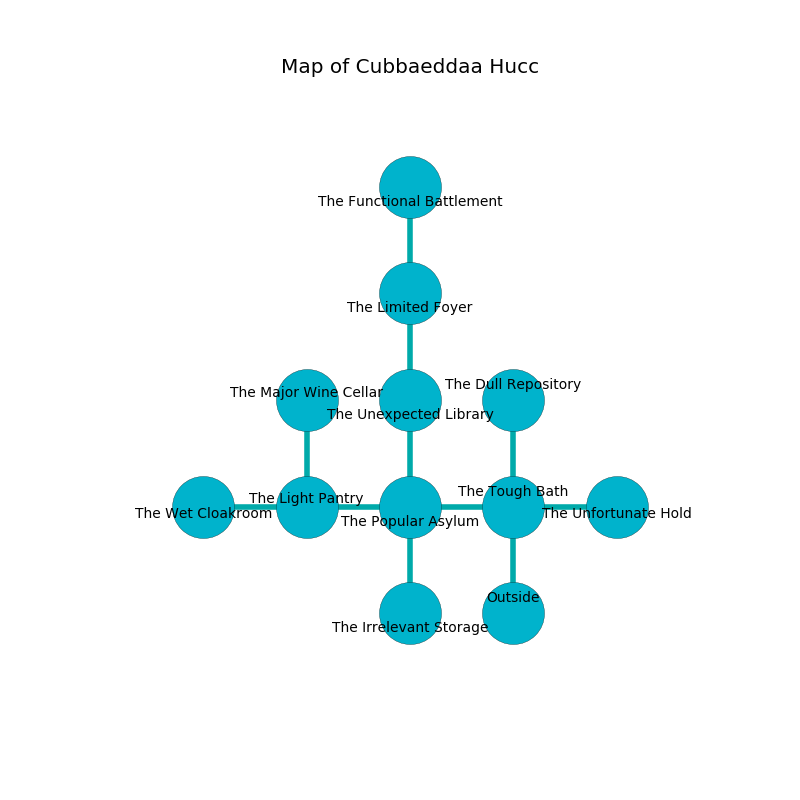 Map of Cubbaeddaa Hucc
The Functional Battlement
The Limited Foyer
The Dull Repository
The Major Wine Cellar
The Unexpected Library
The Tough Bath
The Light Pantry
The Wet Cloakroom
The Unfortunate Hold
The Popular Asylum
Outside
The Irrelevant Storage